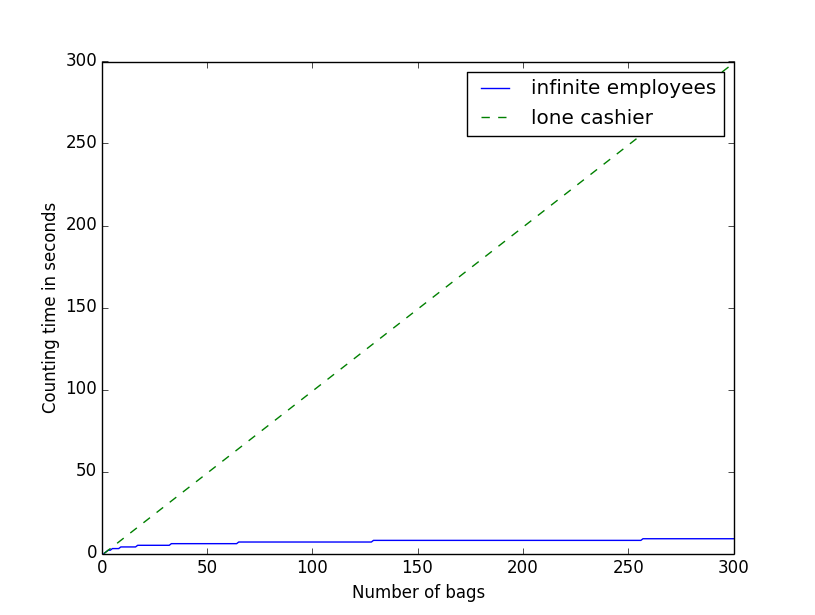 infinite employees
lone cashier
300
250
200
150
100
50
0
Counting time in seconds
0 50 100 150 200 250 300
Number of bags